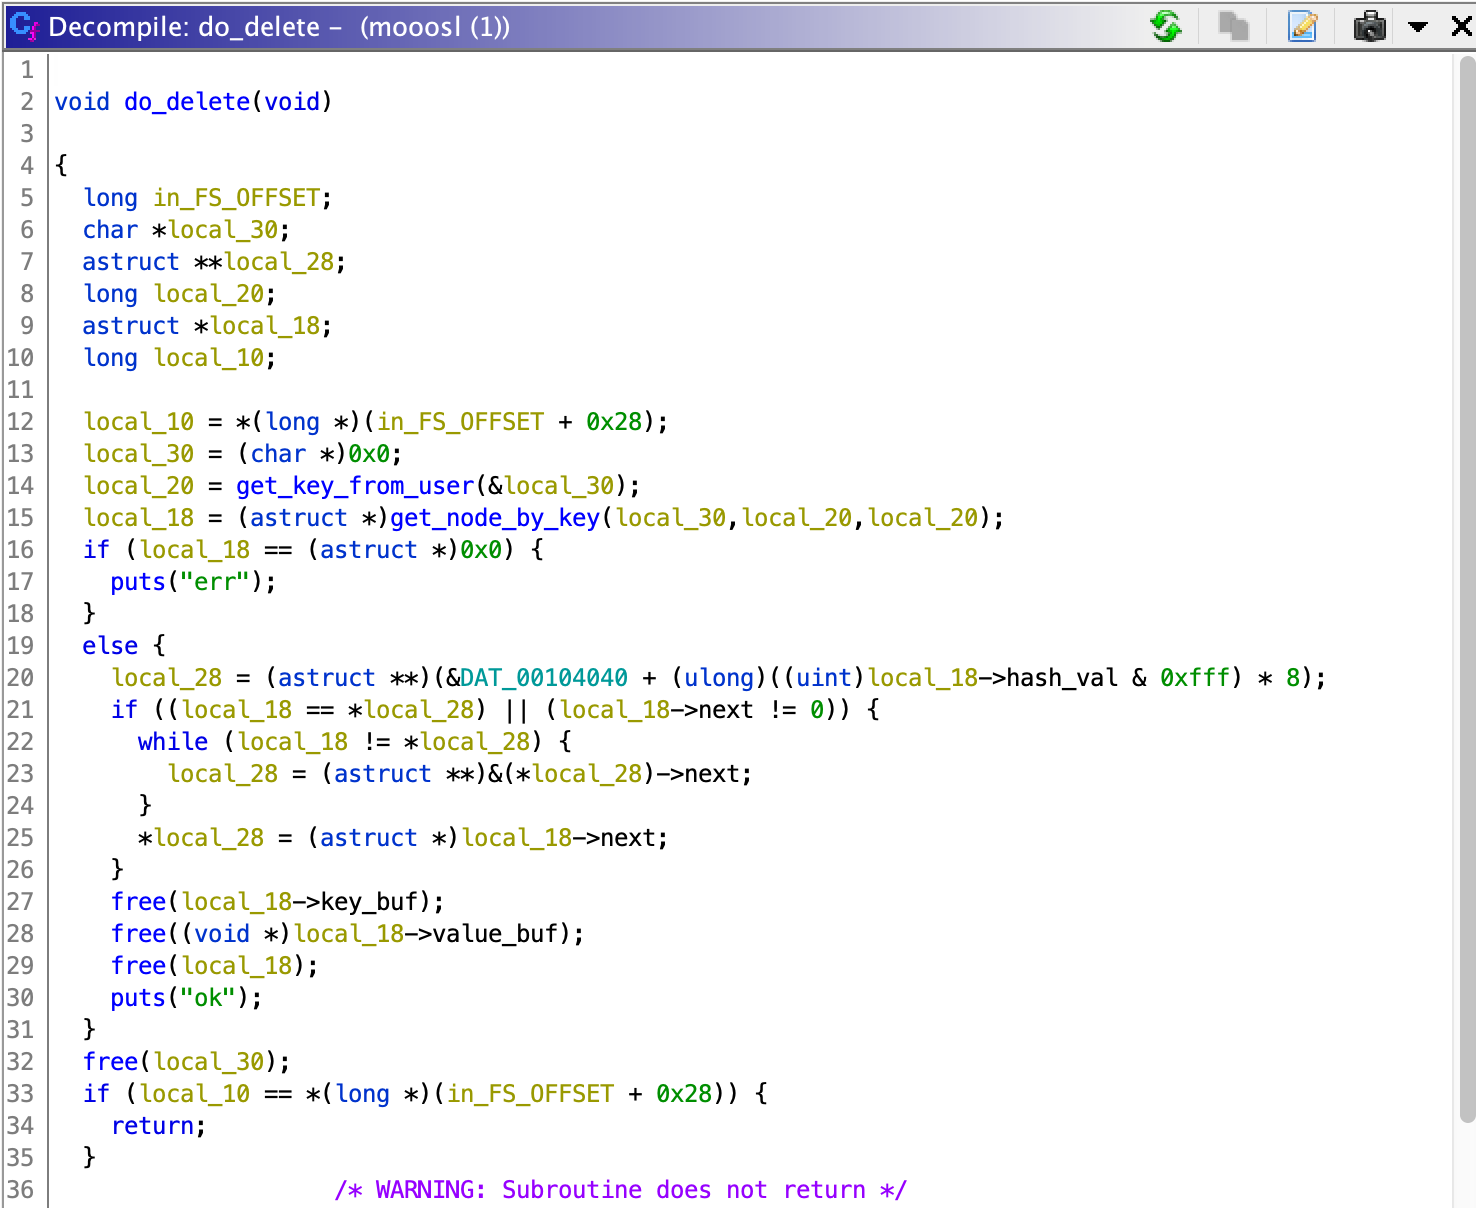 Decompile: do_delete – (mooosl (1))
1
2 void do_delete(void)
3
4 {
5   long in_FS_OFFSET;
6   char *local_30;
7   astruct **local_28;
8   long local_20;
9   astruct *local_18;
10   long local_10;
11
12   local_10 = *(long *)(in_FS_OFFSET + 0x28);
13   local_30 = (char *)0x0;
14   local_20 = get_key_from_user(&local_30);
15   local_18 = (astruct *)get_node_by_key(local_30,local_20,local_20);
16   if (local_18 == (astruct *)0x0) {
17     puts("err");
18   }
19   else {
20     local_28 = (astruct **)(&DAT_00104040 + (ulong)((uint)local_18->hash_val & 0xfff) * 8);
21     if ((local_18 == *local_28) || (local_18->next != 0)) {
22       while (local_18 != *local_28) {
23         local_28 = (astruct **)&(*local_28)->next;
24       }
25       *local_28 = (astruct *)local_18->next;
26     }
27     free(local_18->key_buf);
28     free((void *)local_18->value_buf);
29     free(local_18);
30     puts("ok");
31   }
32   free(local_30);
33   if (local_10 == *(long *)(in_FS_OFFSET + 0x28)) {
34     return;
35   }
36                     /* WARNING: Subroutine does not return */